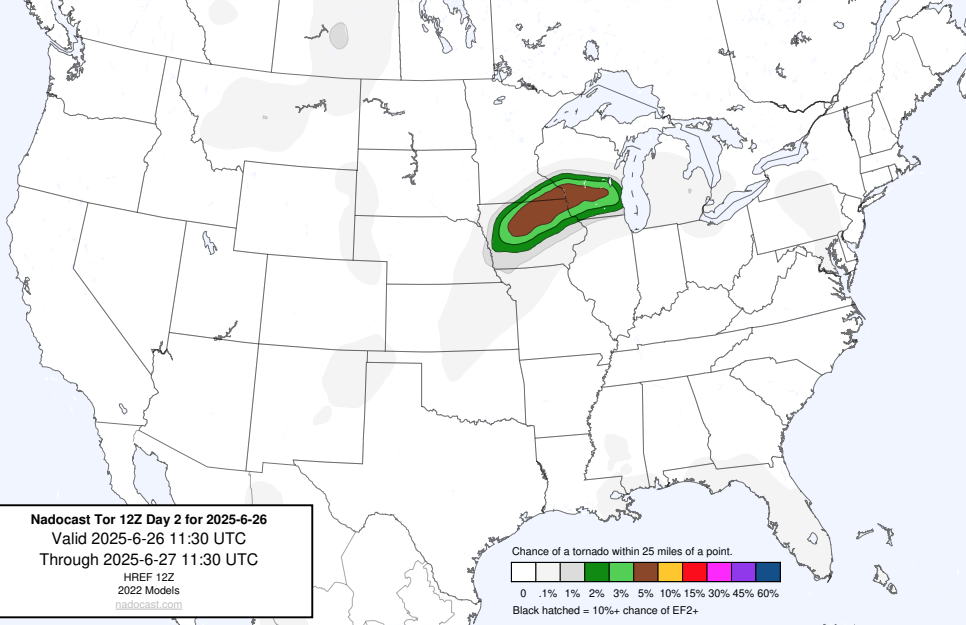 Nadocast Tor 12Z Day 2 for 2025-6-26
Valid 2025-6-26 11:30 UTC
Through 2025-6-27 11:30 UTC
HREF 12Z
2022 Models
nadocast.com
Chance of a tornado within 25 miles of a point.
0 .1% 1% 2% 3% 5% 10% 15% 30% 45% 60%
Black hatched = 10%+ chance of EF2+